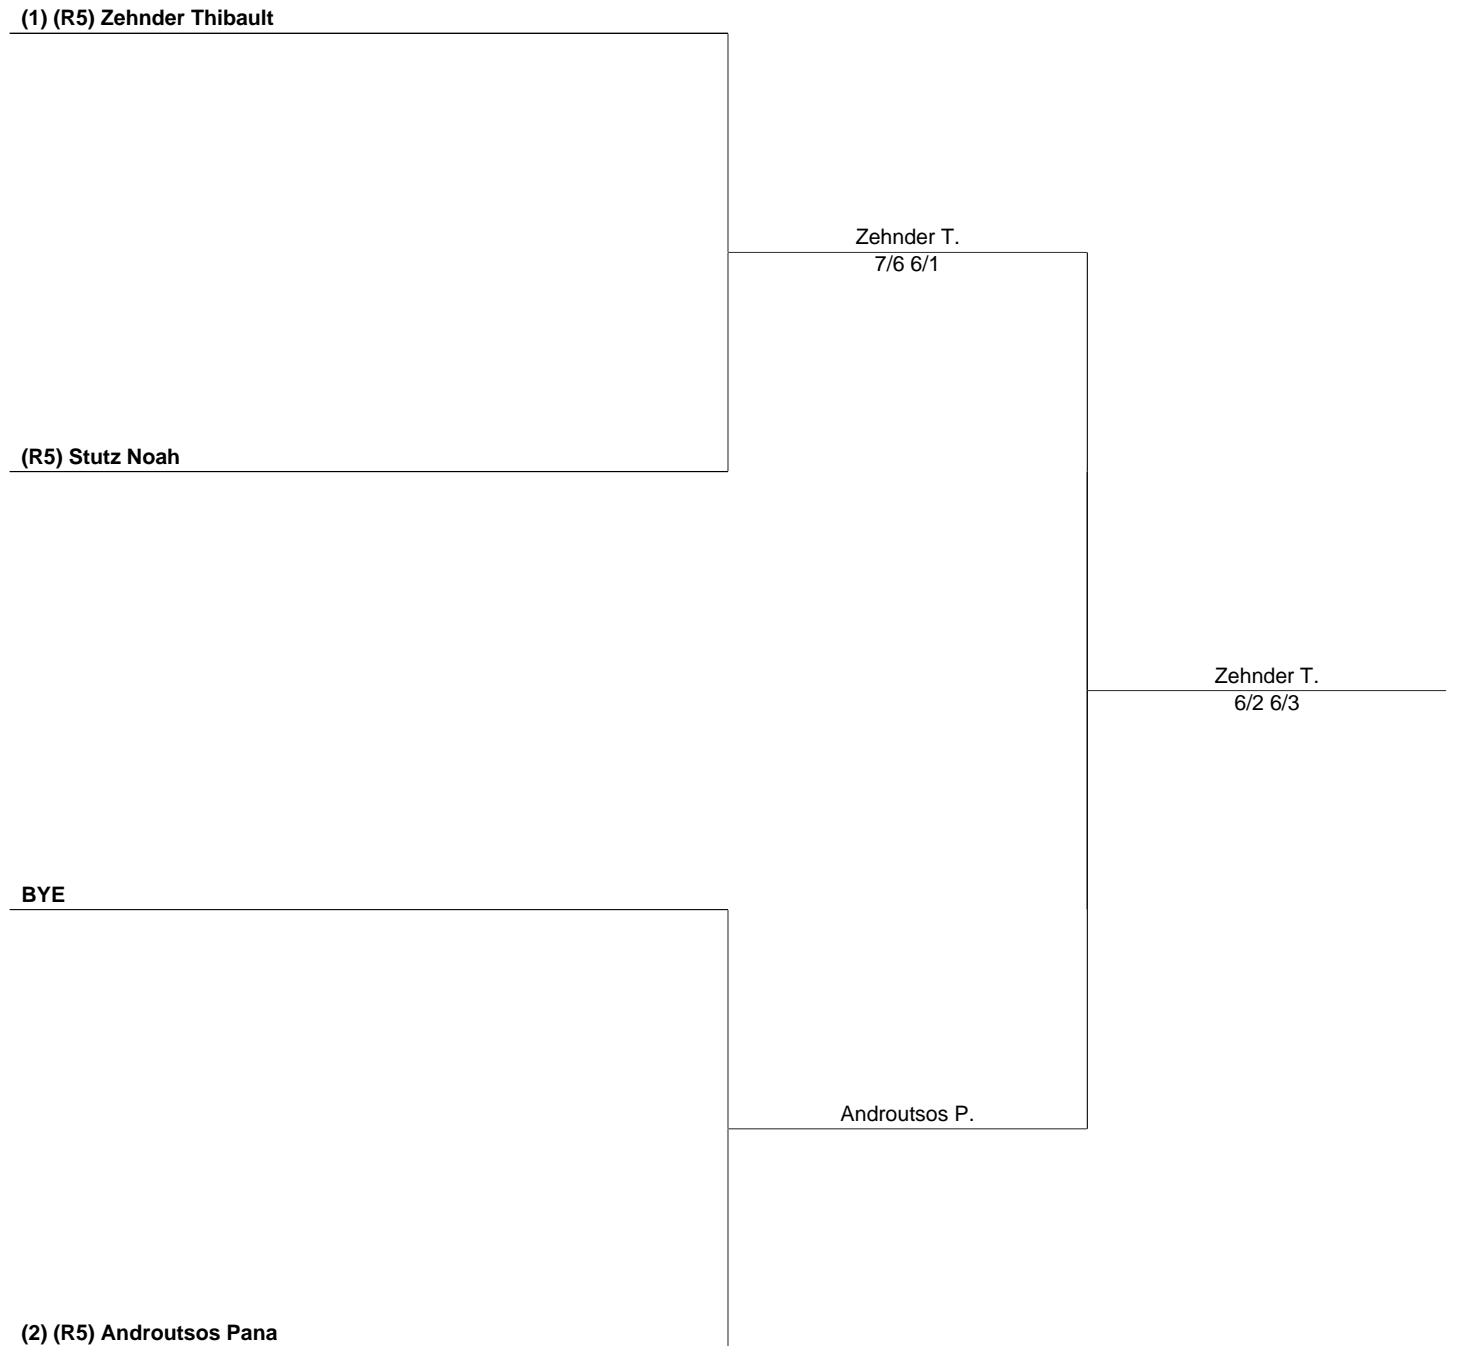 (1) (R5) Zehnder Thibault
Zehnder T.
7/6 6/1
(R5) Stutz Noah
Zehnder T.
6/2 6/3
BYE
Androutsos P.
(2) (R5) Androutsos Pana